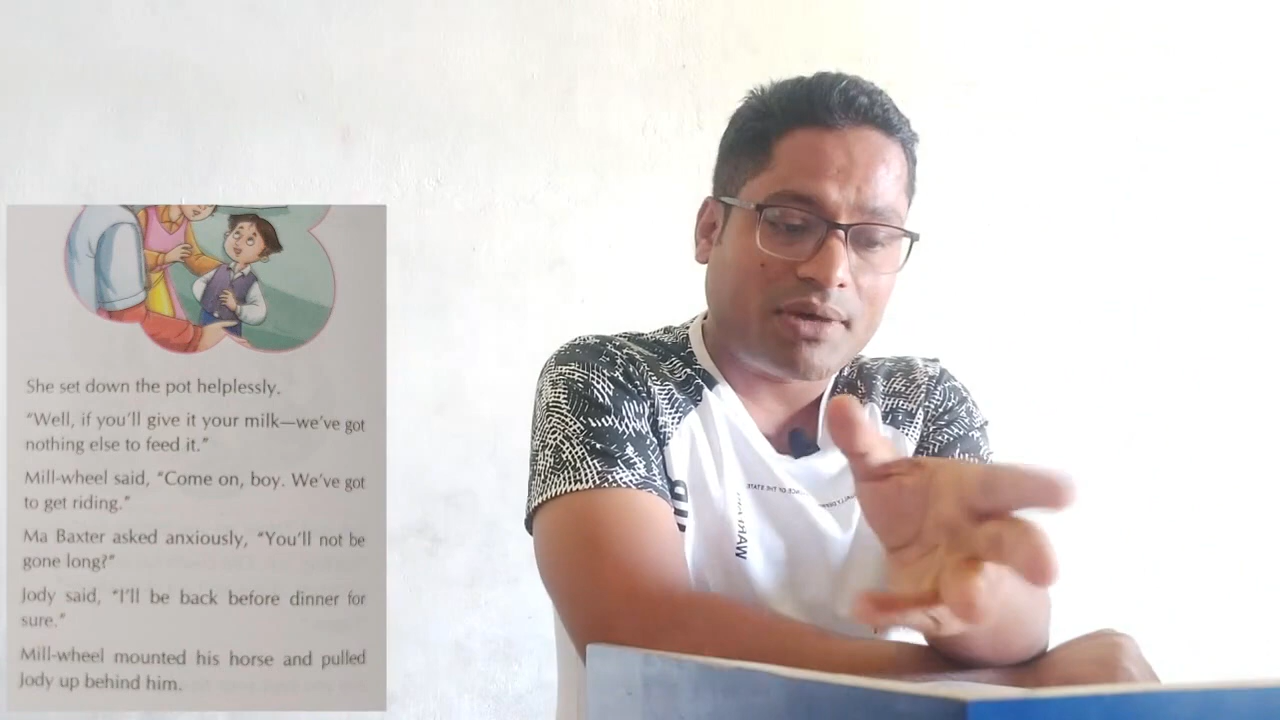 She set down the pot helplessly.
"Well, if you'll give it your milk—we've got
nothing else to feed it."
Mill-wheel said, "Come on, boy. We've got
to get riding."
Ma Baxter asked anxiously, "You'll not be
gone long?"
Jody said, "I'll be back before dinner for
sure."
Mill-wheel mounted his horse and pulled
Jody up behind him.